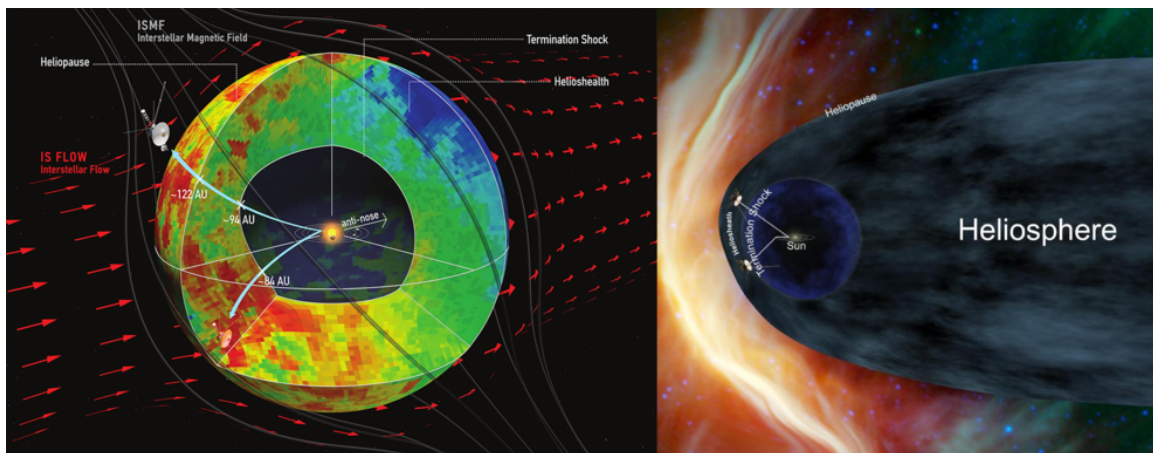 ISMF
Interstellar Magnetic Field
Termination Shock
Heliopause
Helioshealth
IS FLOW
Interstellar Flow
~122 AU
~94 AU
anti-nose
~84 AU
Heliopause
Heliosheath
Termination Shock
Sun
Heliosphere